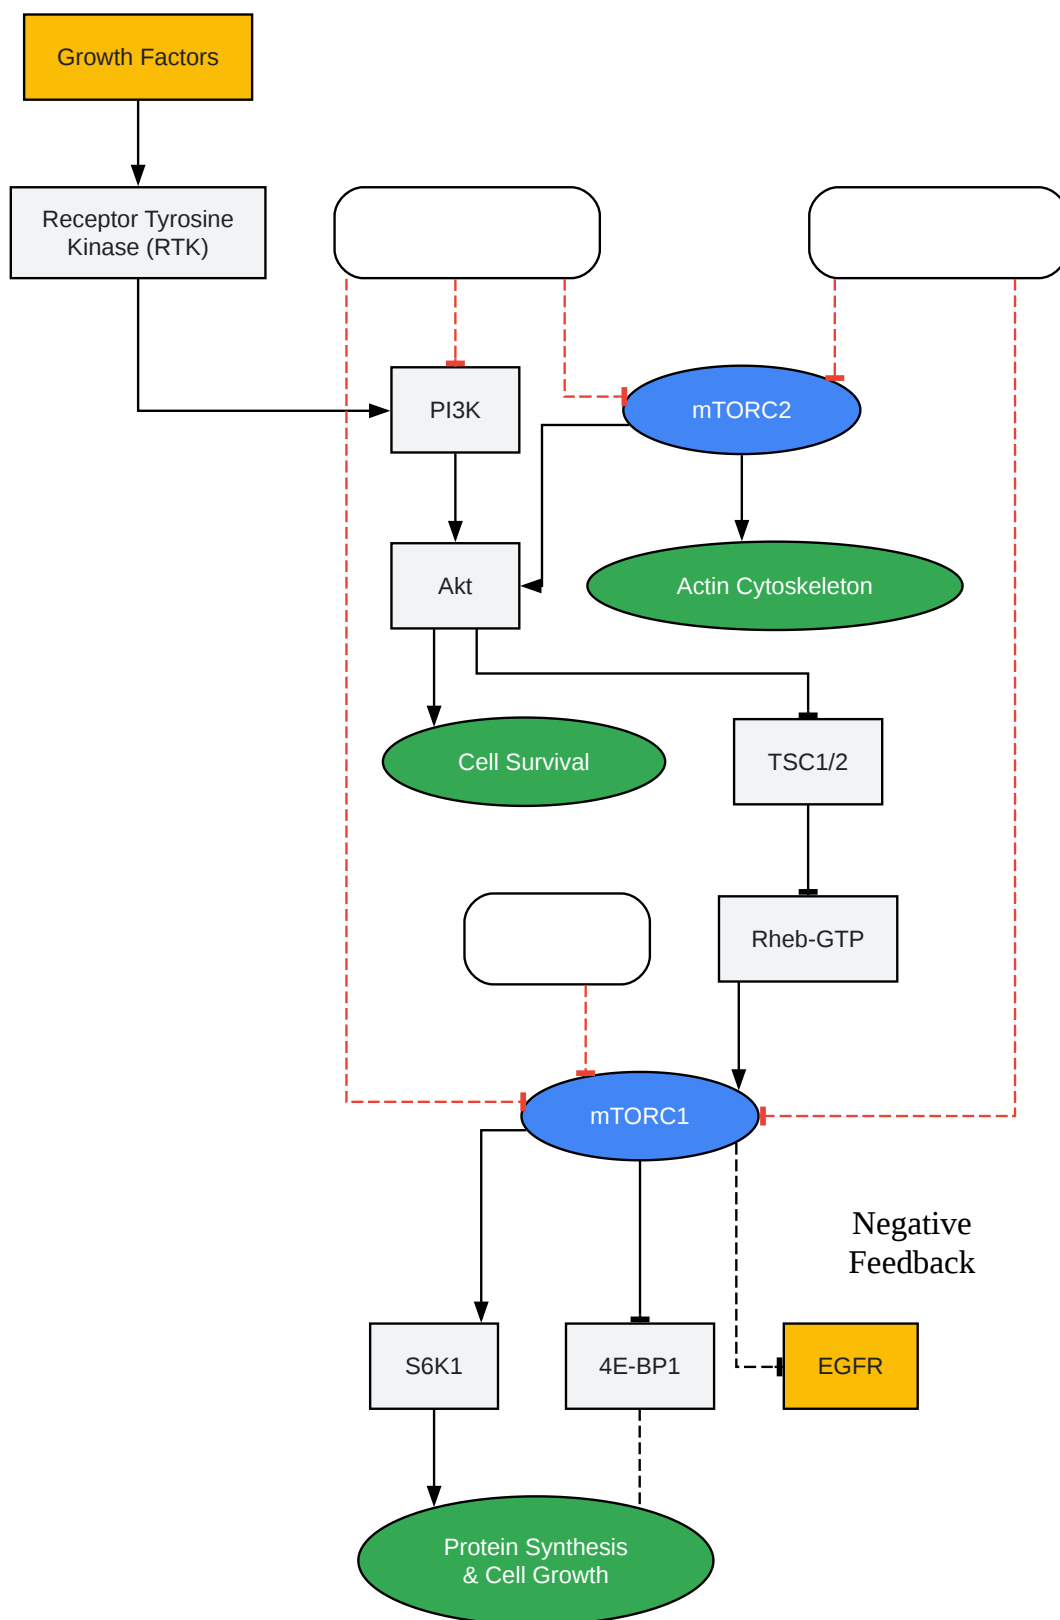 Growth Factors
Receptor Tyrosine
Kinase (RTK)
PI3K
mTORC2
Akt
Actin Cytoskeleton
Cell Survival
TSC1/2
Rheb-GTP
mTORC1
Negative
Feedback
S6K1
4E-BP1
EGFR
Protein Synthesis
& Cell Growth